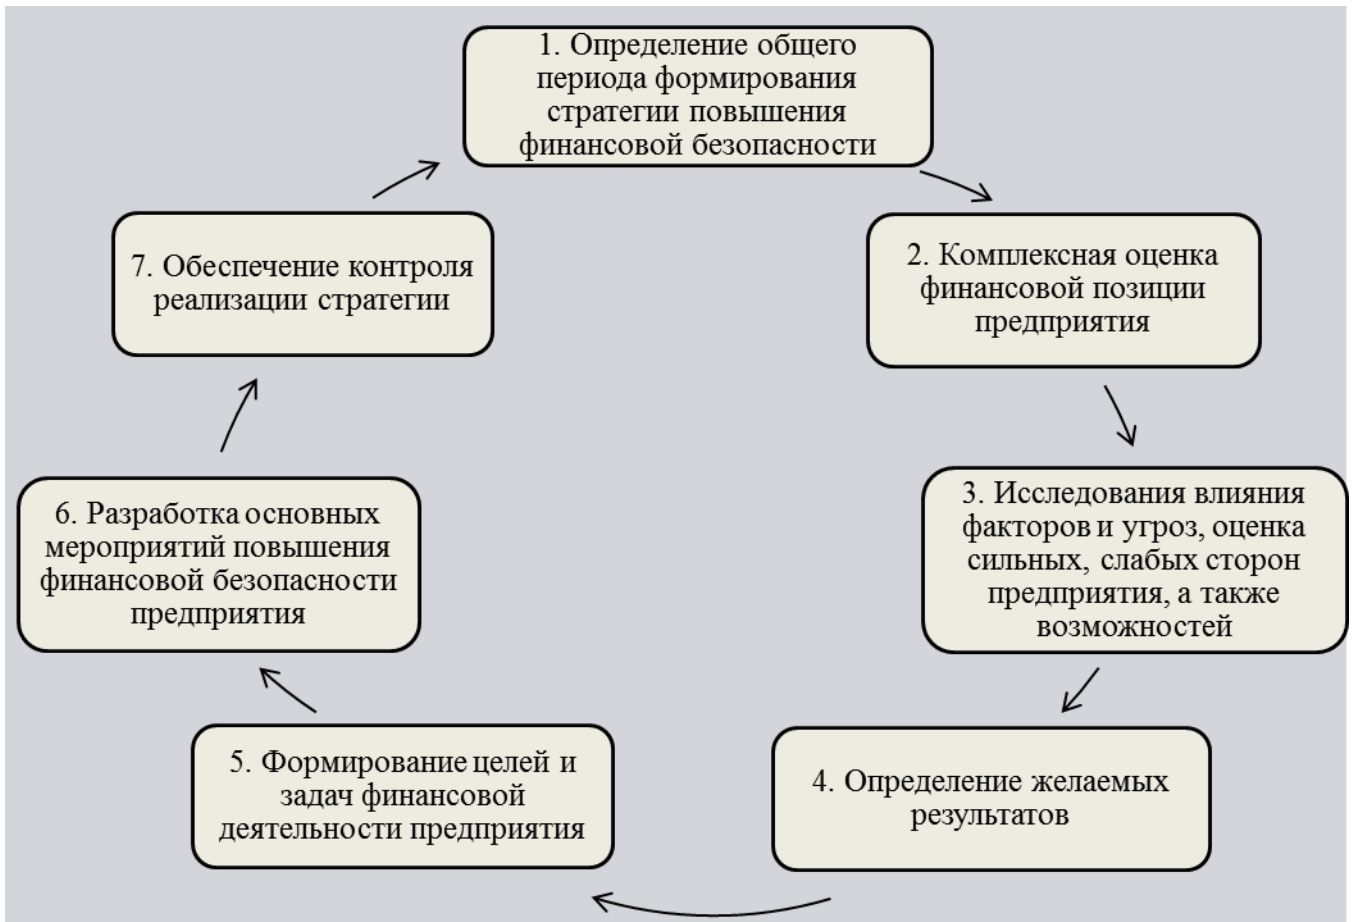 1. Определение общего
периода формирования
стратегии повышения
финансовой безопасности
2. Комплексная оценка
финансовой позиции
предприятия
3. Исследования влияния
факторов и угроз, оценка
сильных, слабых сторон
предприятия, а также
возможностей
4. Определение желаемых
результатов
5. Формирование целей и
задач финансовой
деятельности предприятия
6. Разработка основных
мероприятий повышения
финансовой безопасности
предприятия
7. Обеспечение контроля
реализации стратегии